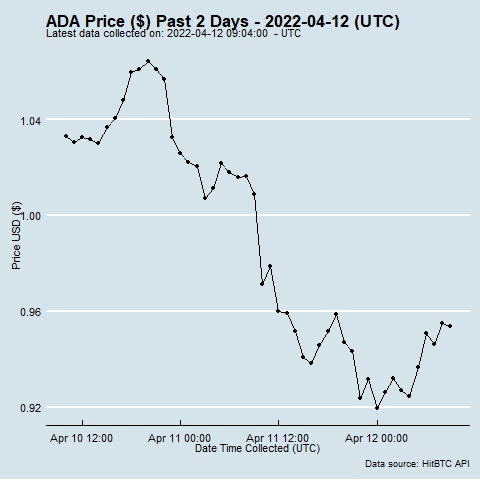 ADA Price ($) Past 2 Days - 2022-04-12 (UTC)
Latest data collected on: 2022-04-12 09:04:00 - UTC
Price USD ($)
1.04
1.00
0.96
0.92
Apr 10 12:00
Apr 11 00:00
Apr 11 12:00
Apr 12 00:00
Date Time Collected (UTC)
Data source: HitBTC API